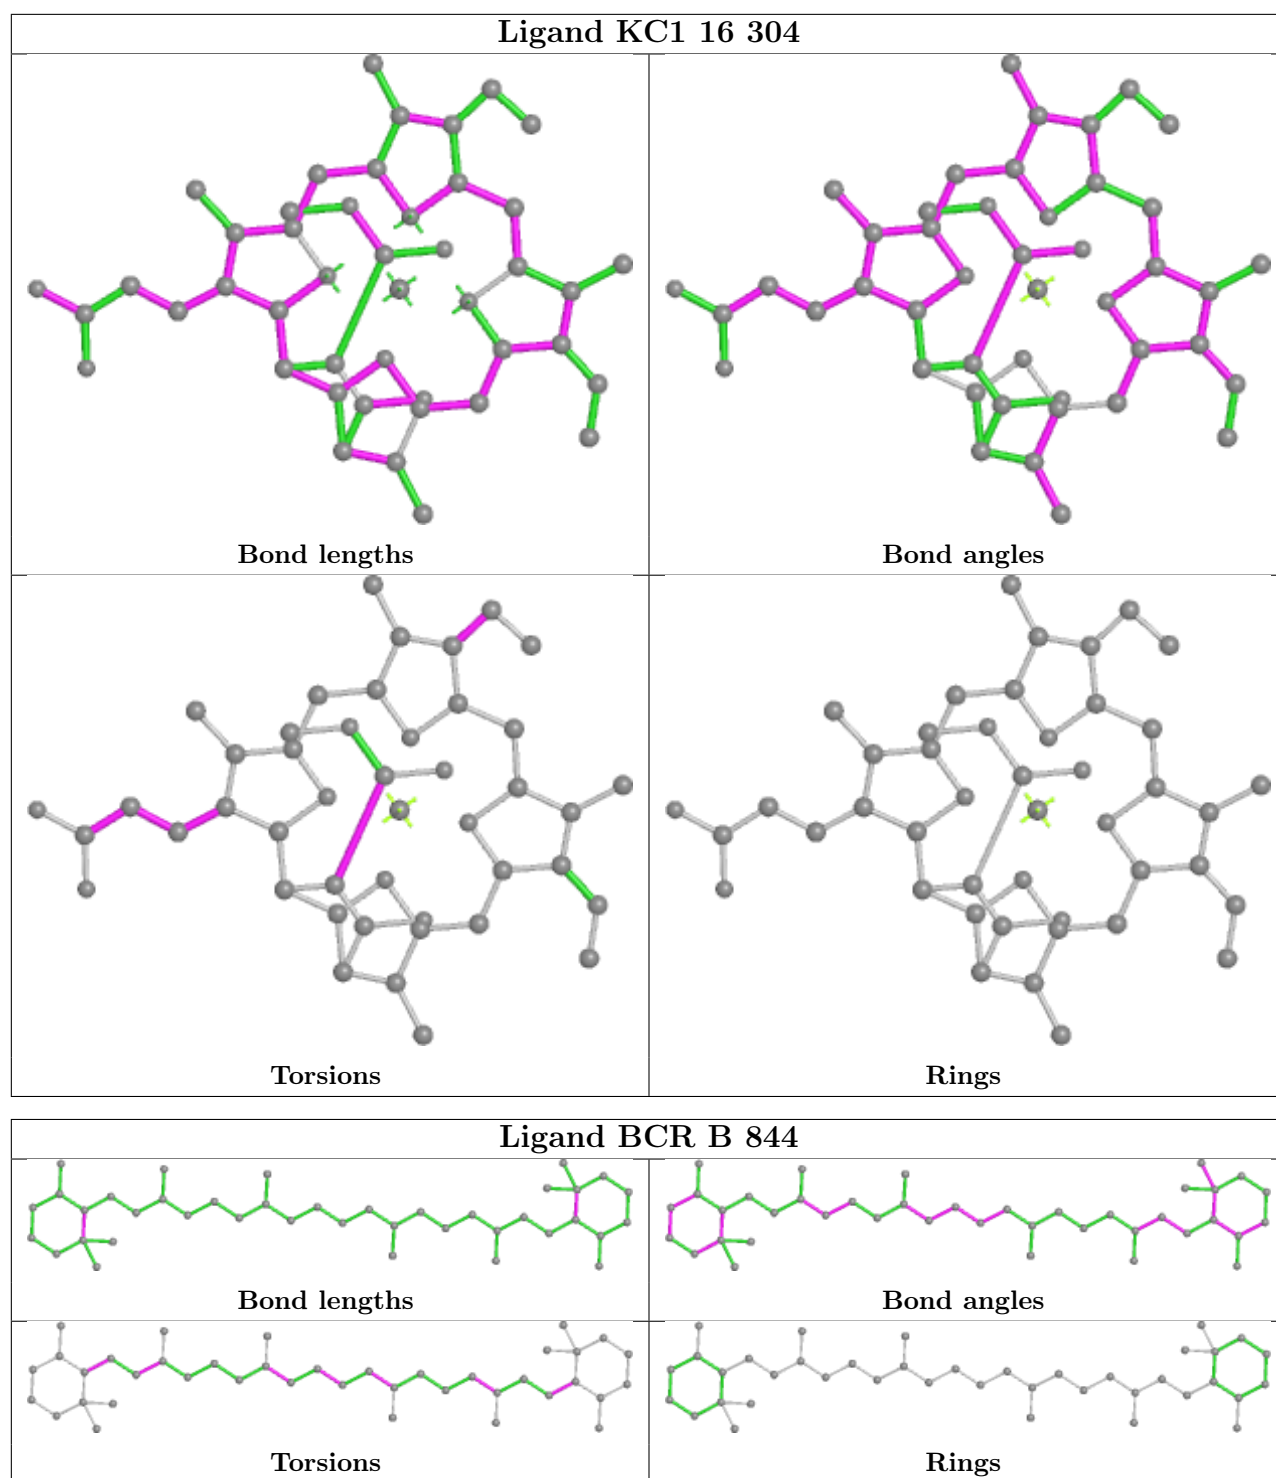 Ligand KC1 16 304
Bond lengths
Bond angles
Torsions
Rings
Ligand BCR B 844
Bond lengths
Bond angles
Torsions
Rings